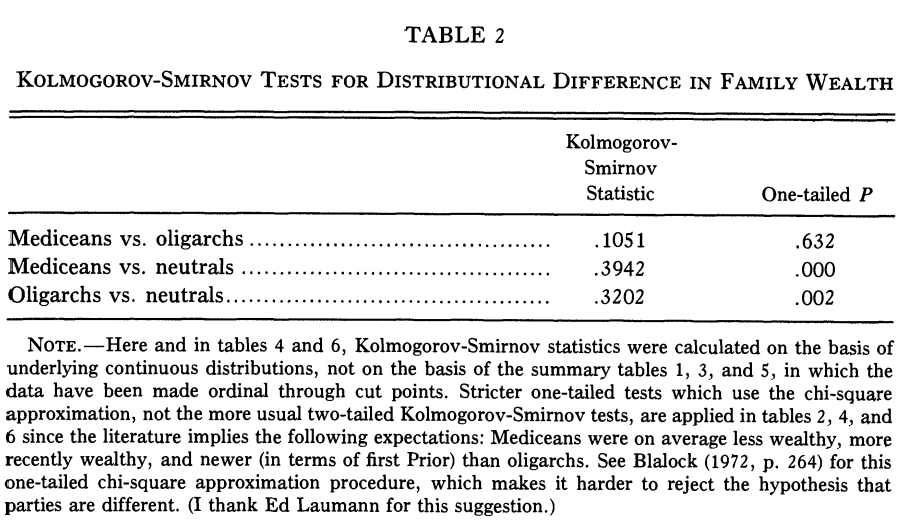 TABLE 2
KOLMOGOROV-SMIRNOV TESTS FOR DISTRIBUTIONAL DIFFERENCE IN FAMILY WEALTH
Kolmogorov-
Smirnov
Statistic One-tailed P
Mediceans vs. oligarchs ........................................ .1051 .632
Mediceans vs. neutrals ......................................... .3942 .000
Oligarchs vs. neutrals........................................... .3202 .002
NOTE.—Here and in tables 4 and 6, Kolmogorov-Smirnov statistics were calculated on the basis of
underlying continuous distributions, not on the basis of the summary tables 1, 3, and 5, in which the
data have been made ordinal through cut points. Stricter one-tailed tests which use the chi-square
approximation, not the more usual two-tailed Kolmogorov-Smirnov tests, are applied in tables 2, 4, and
6 since the literature implies the following expectations: Mediceans were on average less wealthy, more
recently wealthy, and newer (in terms of first Prior) than oligarchs. See Blalock (1972, p. 264) for this
one-tailed chi-square approximation procedure, which makes it harder to reject the hypothesis that
parties are different. (I thank Ed Laumann for this suggestion.)